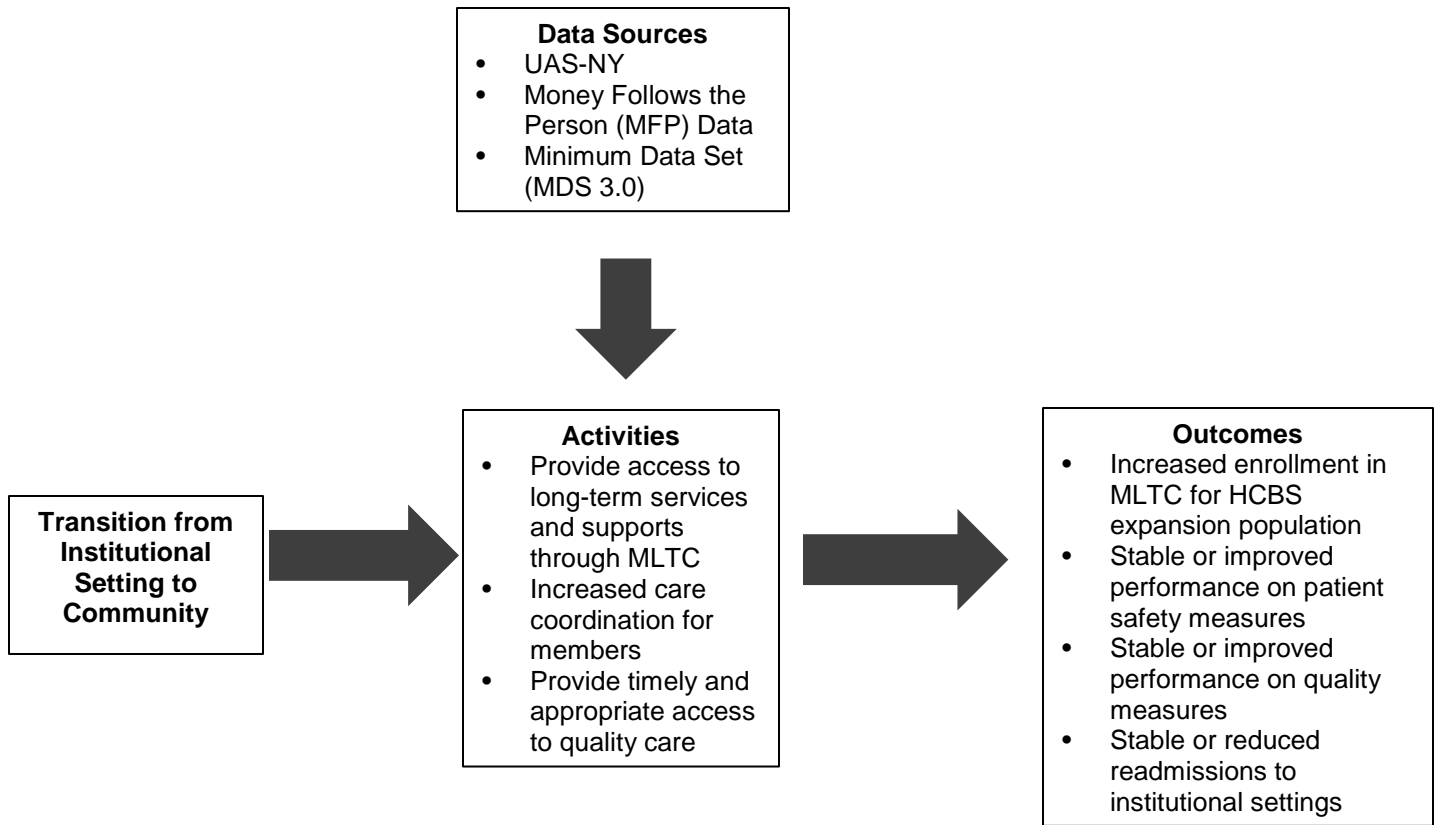 Data Sources
• UAS-NY
• Money Follows the
Person (MFP) Data
• Minimum Data Set
(MDS 3.0)
Transition from
Institutional
Setting to
Community
Activities
• Provide access to
long-term services
and supports
through MLTC
• Increased care
coordination for
members
• Provide timely and
appropriate access
to quality care
Outcomes
• Increased enrollment in
MLTC for HCBS
expansion population
• Stable or improved
performance on patient
safety measures
• Stable or improved
performance on quality
measures
• Stable or reduced
readmissions to
institutional settings